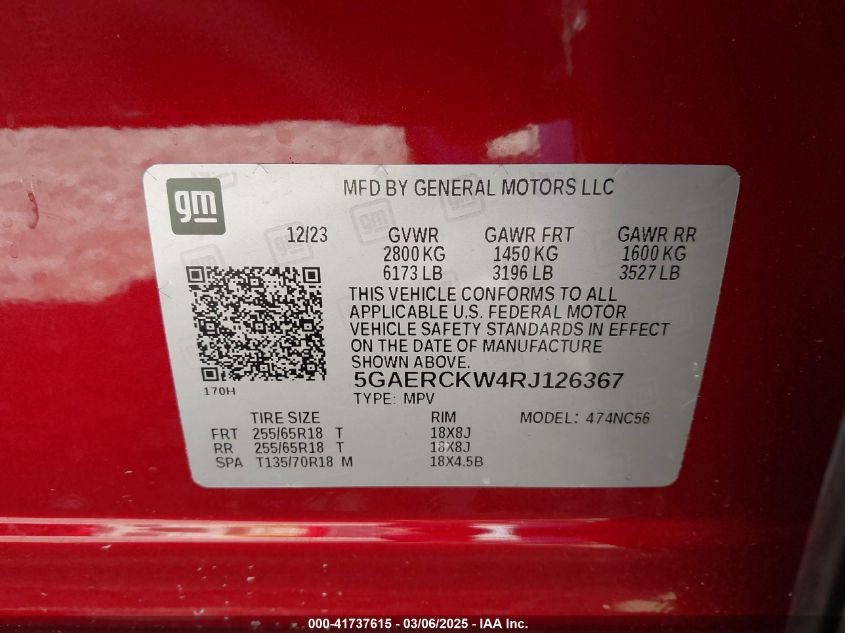 gm
MFD BY GENERAL MOTORS LLC
12/23 GVWR GAWR FRT GAWR RR
2800 KG 1450 KG 1600 KG
6173 LB 3196 LB 3527 LB
THIS VEHICLE CONFORMS TO ALL
APPLICABLE U.S. FEDERAL MOTOR
VEHICLE SAFETY STANDARDS IN EFFECT
ON THE DATE OF MANUFACTURE
SHOWN ABOVE.
170H
5GAERCKW4RJ126367
TYPE: MPV
TIRE SIZE RIM MODEL: 474NC56
FRT 255/65R18 T 18X8J
RR 255/65R18 T 18X8J
SPA T135/70R18 M 18X4.5B
000-41737615 - 03/06/2025 - IAA Inc.